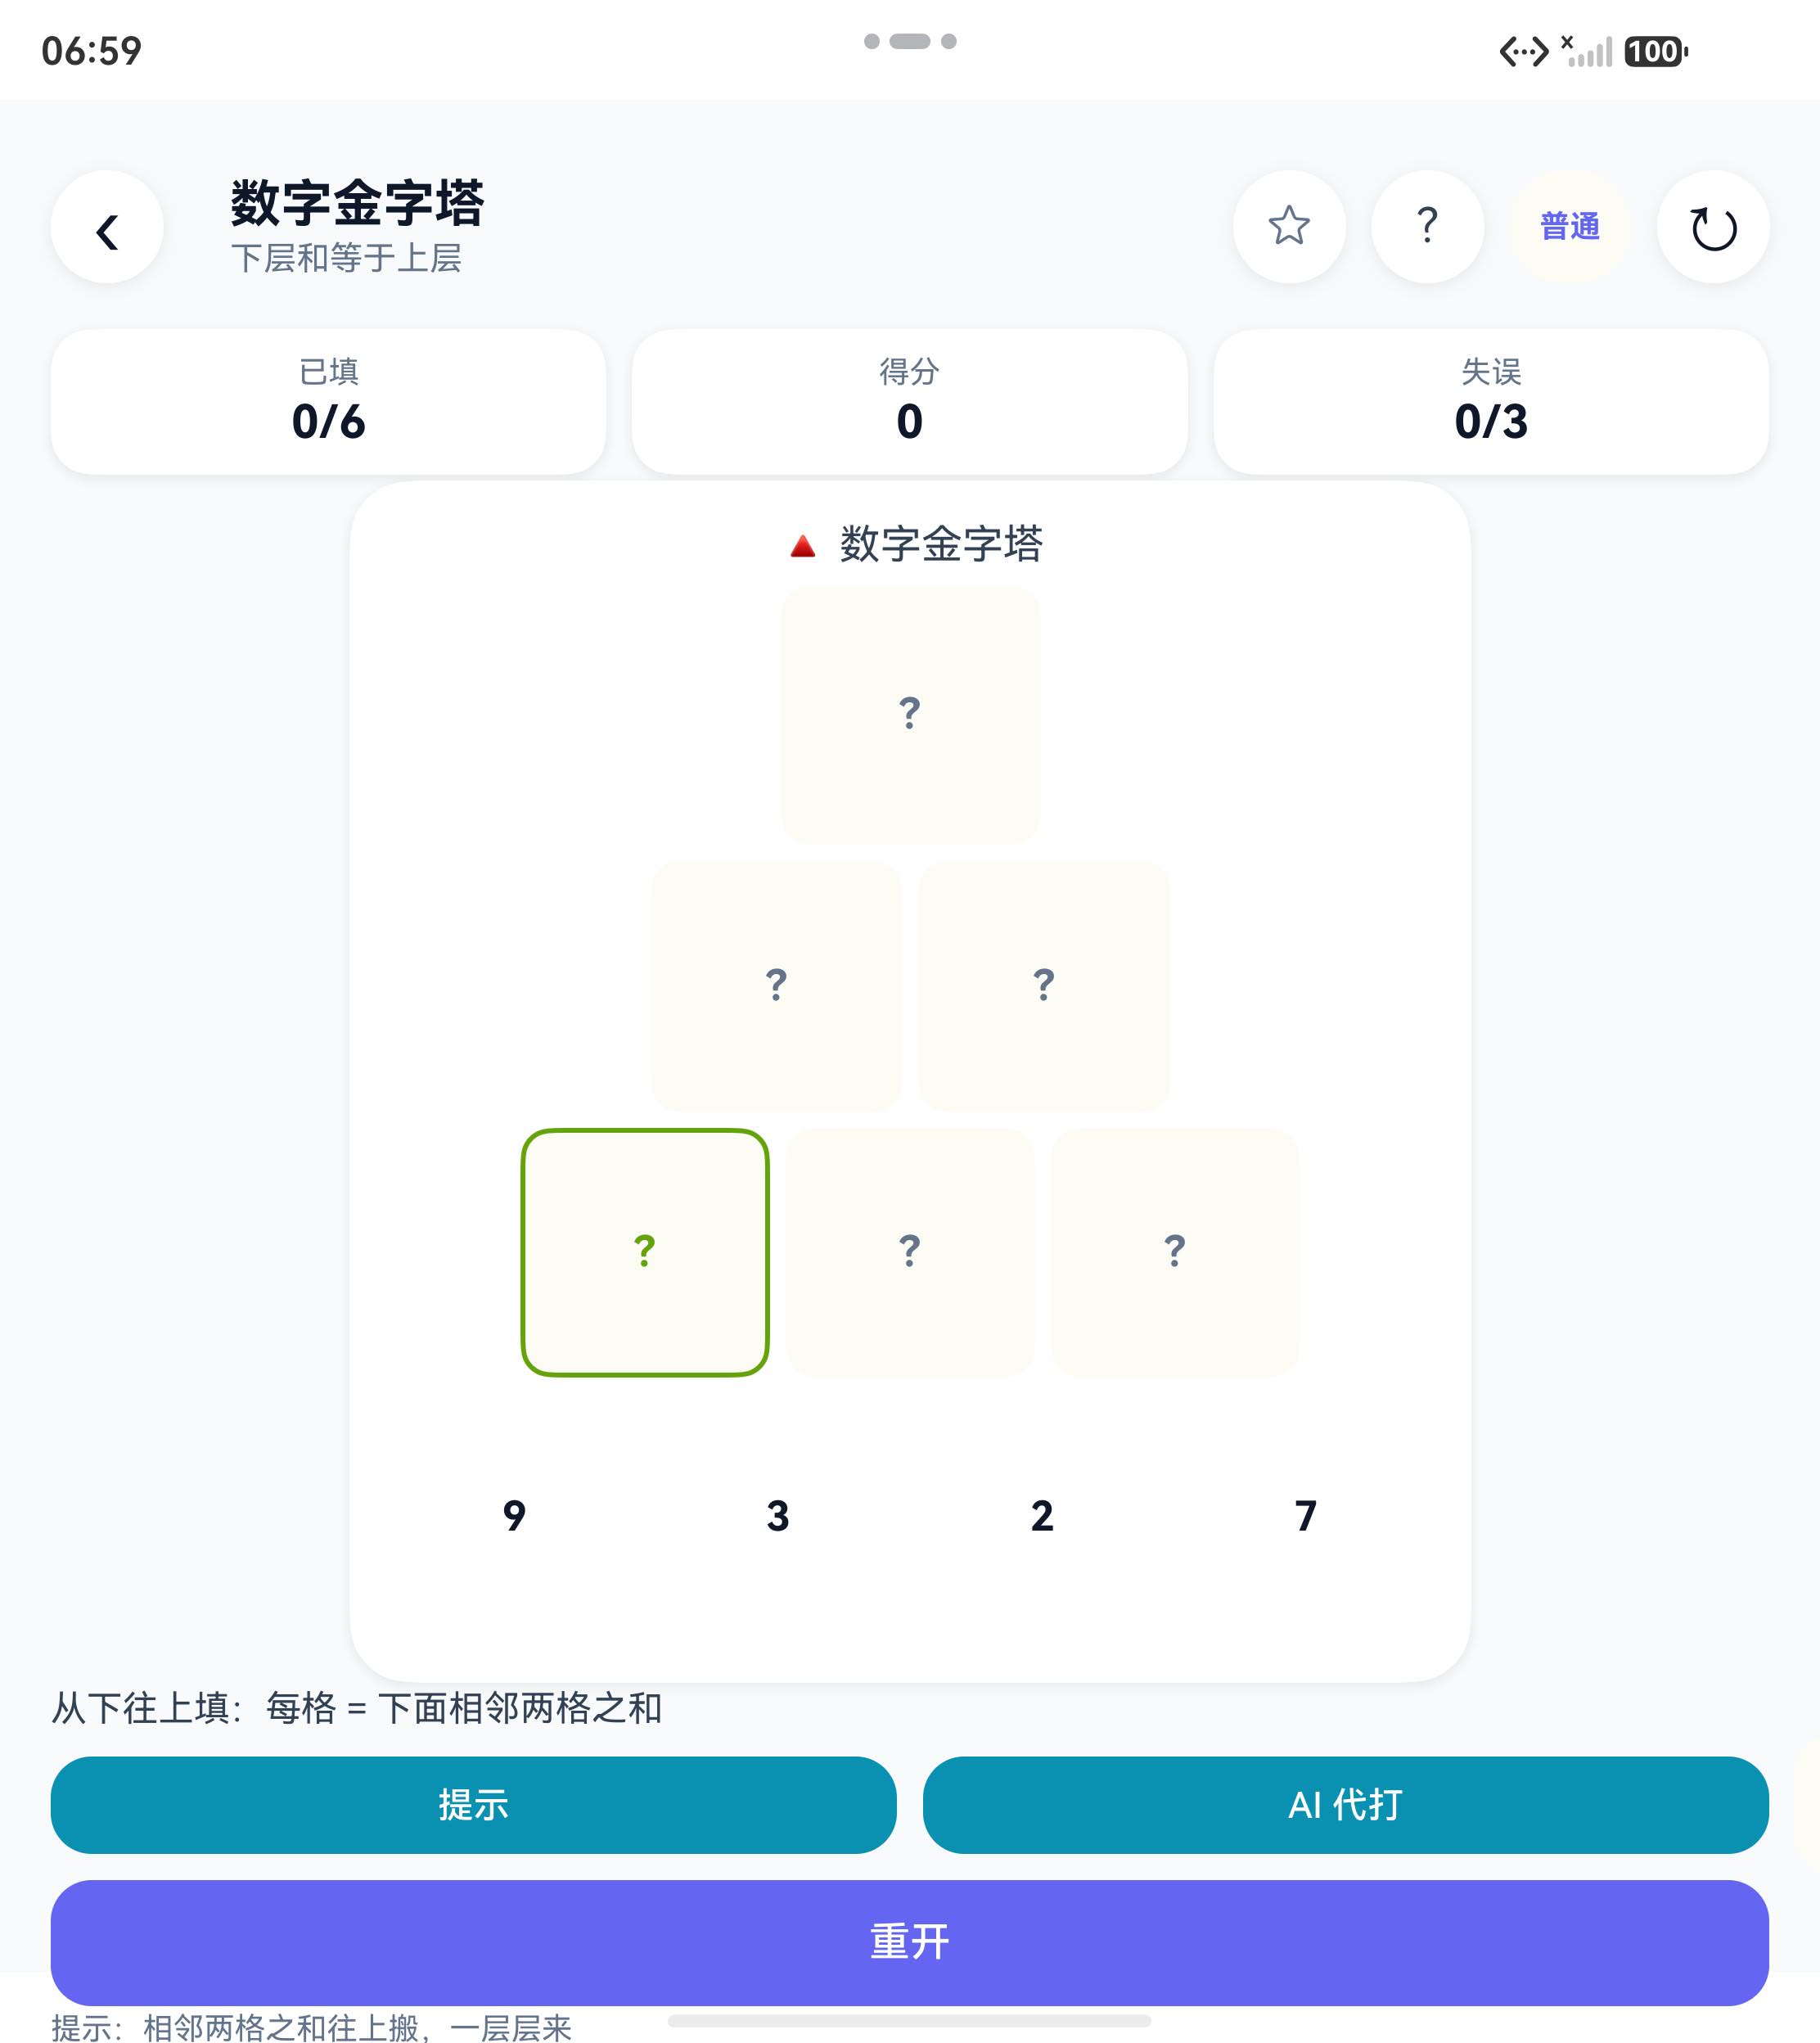 06:59
100
数字金字塔
下层和等于上层
?
普通
已填
0/6
得分
0
失误
0/3
数字金字塔
?
? ?
? ? ?
9 3 2 7
从下往上填：每格 = 下面相邻两格之和
提示
AI 代打
重开
提示：相邻两格之和往上搬，一层层来